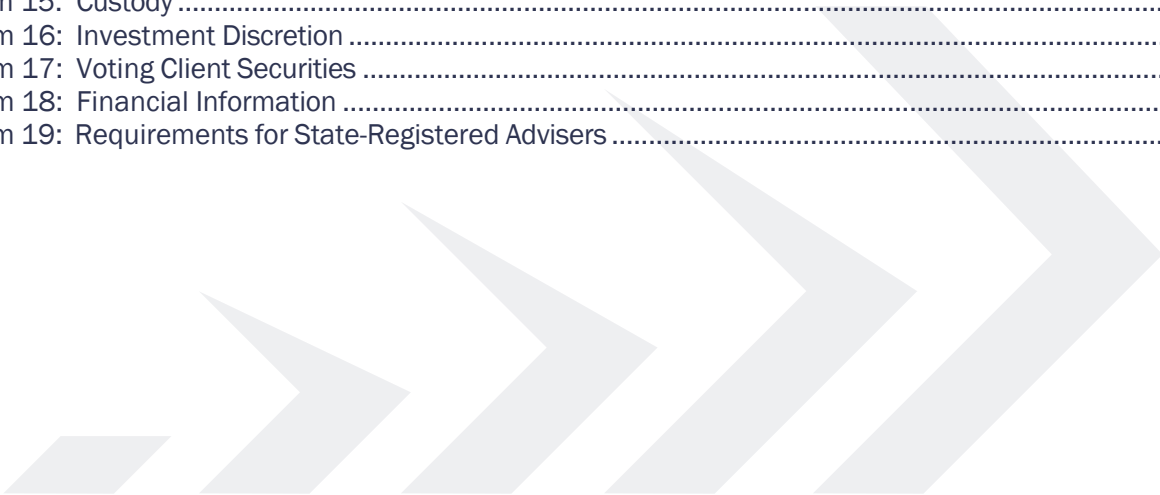 m 15: Custody ........................................................................................................................
m 16: Investment Discretion ........................................................................................................
m 17: Voting Client Securities ......................................................................................................
m 18: Financial Information .........................................................................................................
m 19: Requirements for State-Registered Advisers .......................................................................